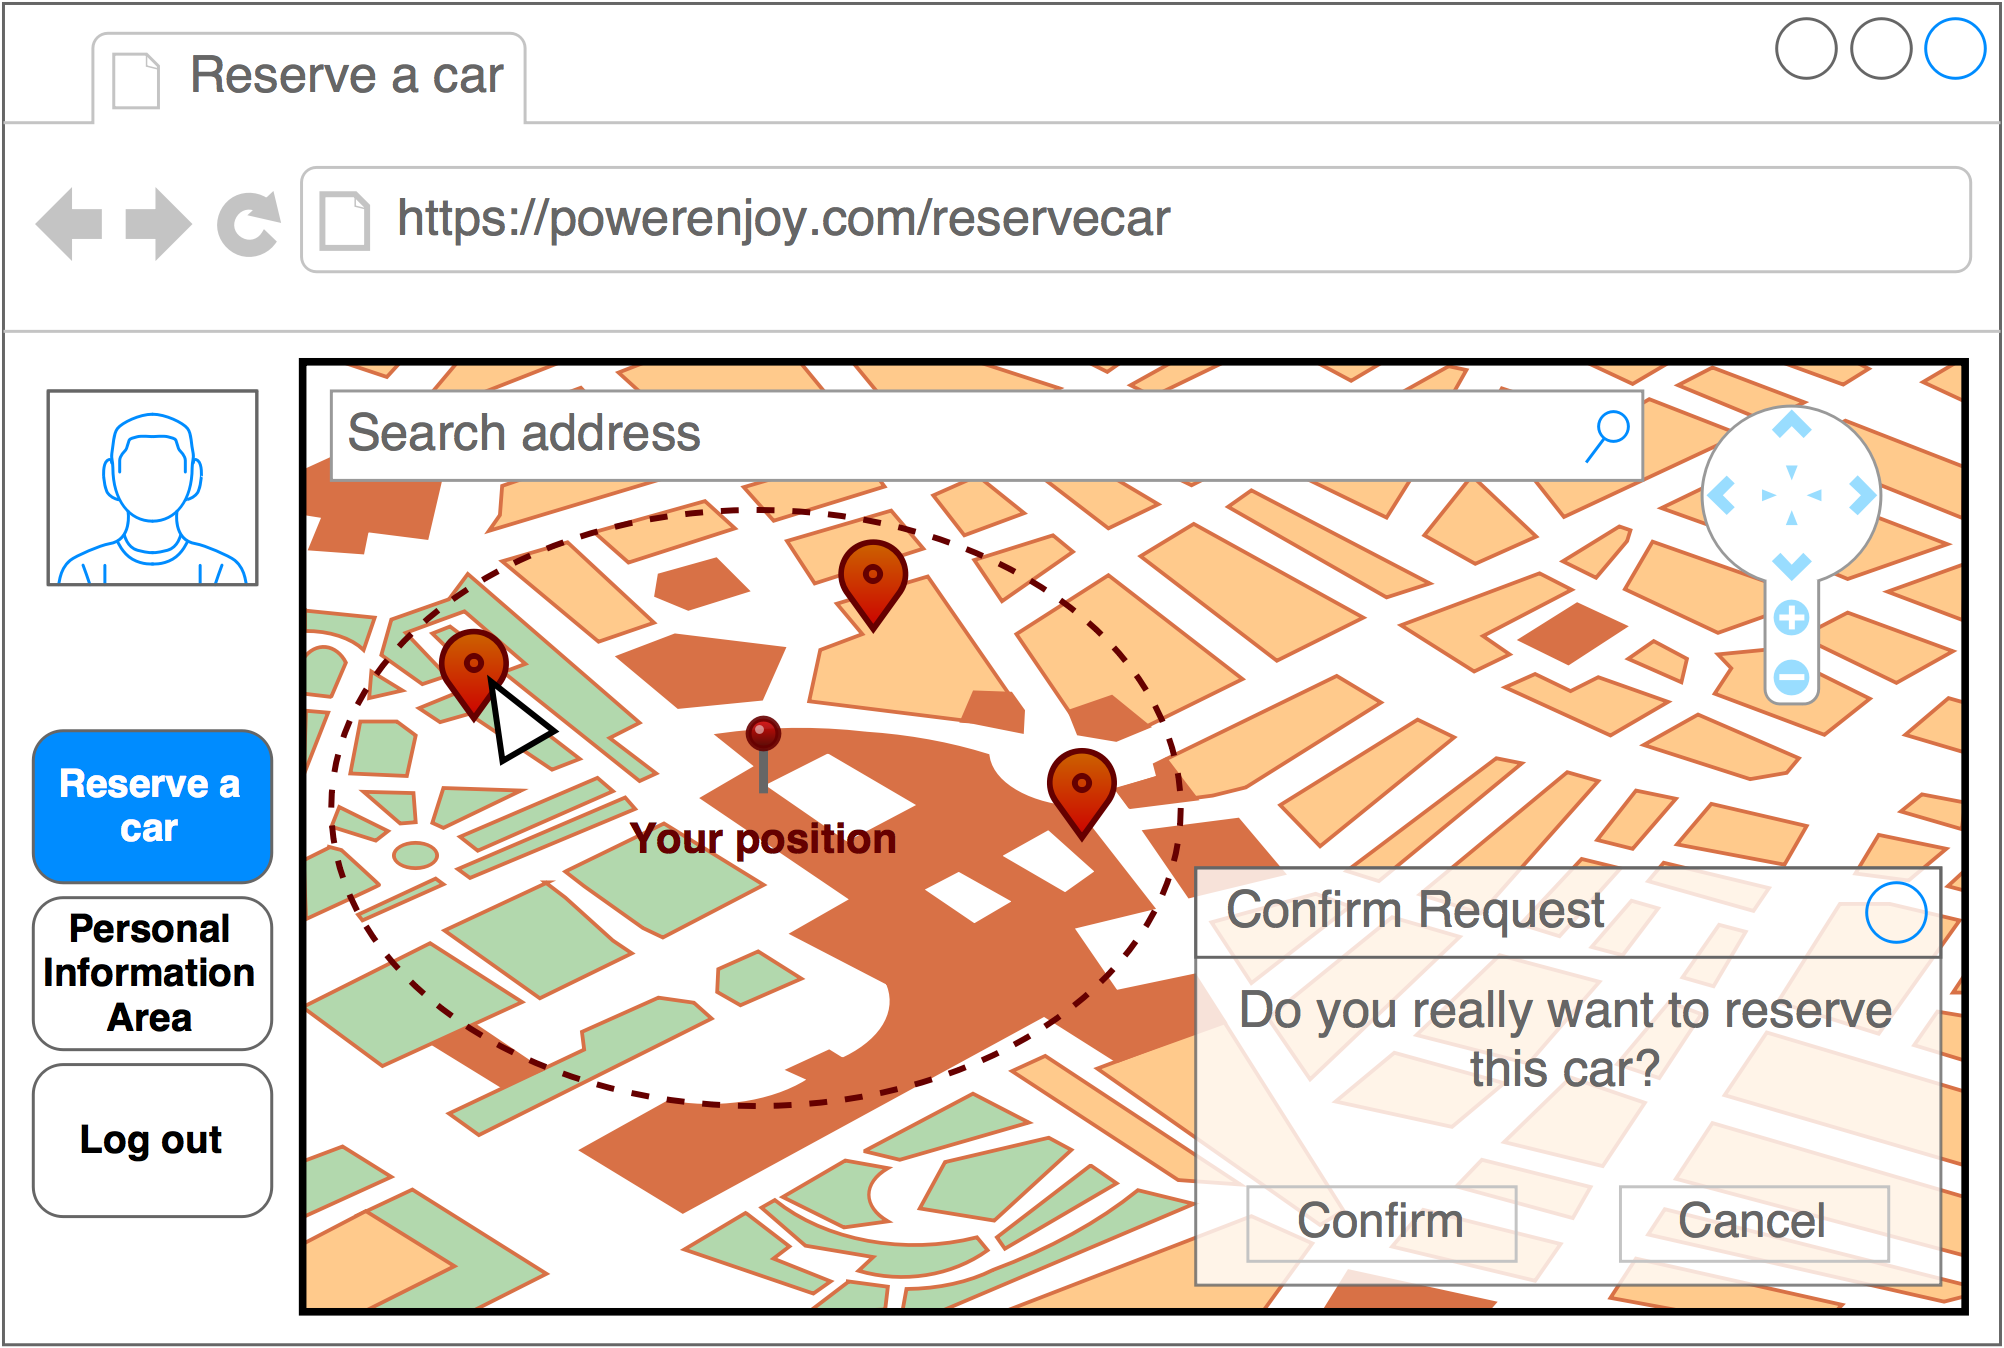 Reserve a car
https://powerenjoy.com/reservecar
Search address
Reserve a
car
Personal
Information
Area
Log out
Your position
Confirm Request
Do you really want to reserve
this car?
Confirm
Cancel